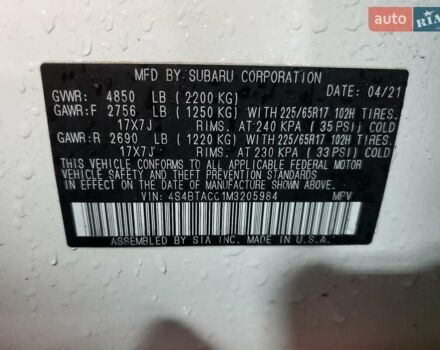 AUTO RIA
MFD BY SUBARU CORPORATION DATE: 04/21
GVWR: 4850 LB (2200 KG)
GAWR:F 2756 LB (1250 KG) WITH 225/65R17 102H TIRES.
17X7J RIMS. AT 240 KPA (35 PSI) COLD
GAWR:R 2690 LB (1220 KG) WITH 225/65R17 102H TIRES.
17X7J RIMS. AT 230 KPA (33 PSI) COLD
THIS VEHICLE CONFORMS TO ALL APPLICABLE FEDERAL MOTOR
VEHICLE SAFETY AND THEFT PREVENTION STANDARDS IN
EFFECT ON THE DATE OF MANUFACTURE SHOWN ABOVE.
VIN: 4S4BTACC1M3205984 MPV
ASSEMBLED BY SIA INC. MADE IN U.S.A.